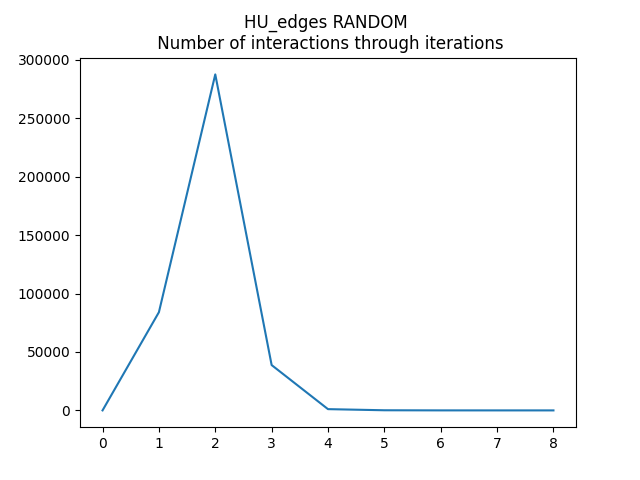 HU_edges RANDOM
Number of interactions through iterations
300000
250000
200000
150000
100000
50000
0
0 1 2 3 4 5 6 7 8